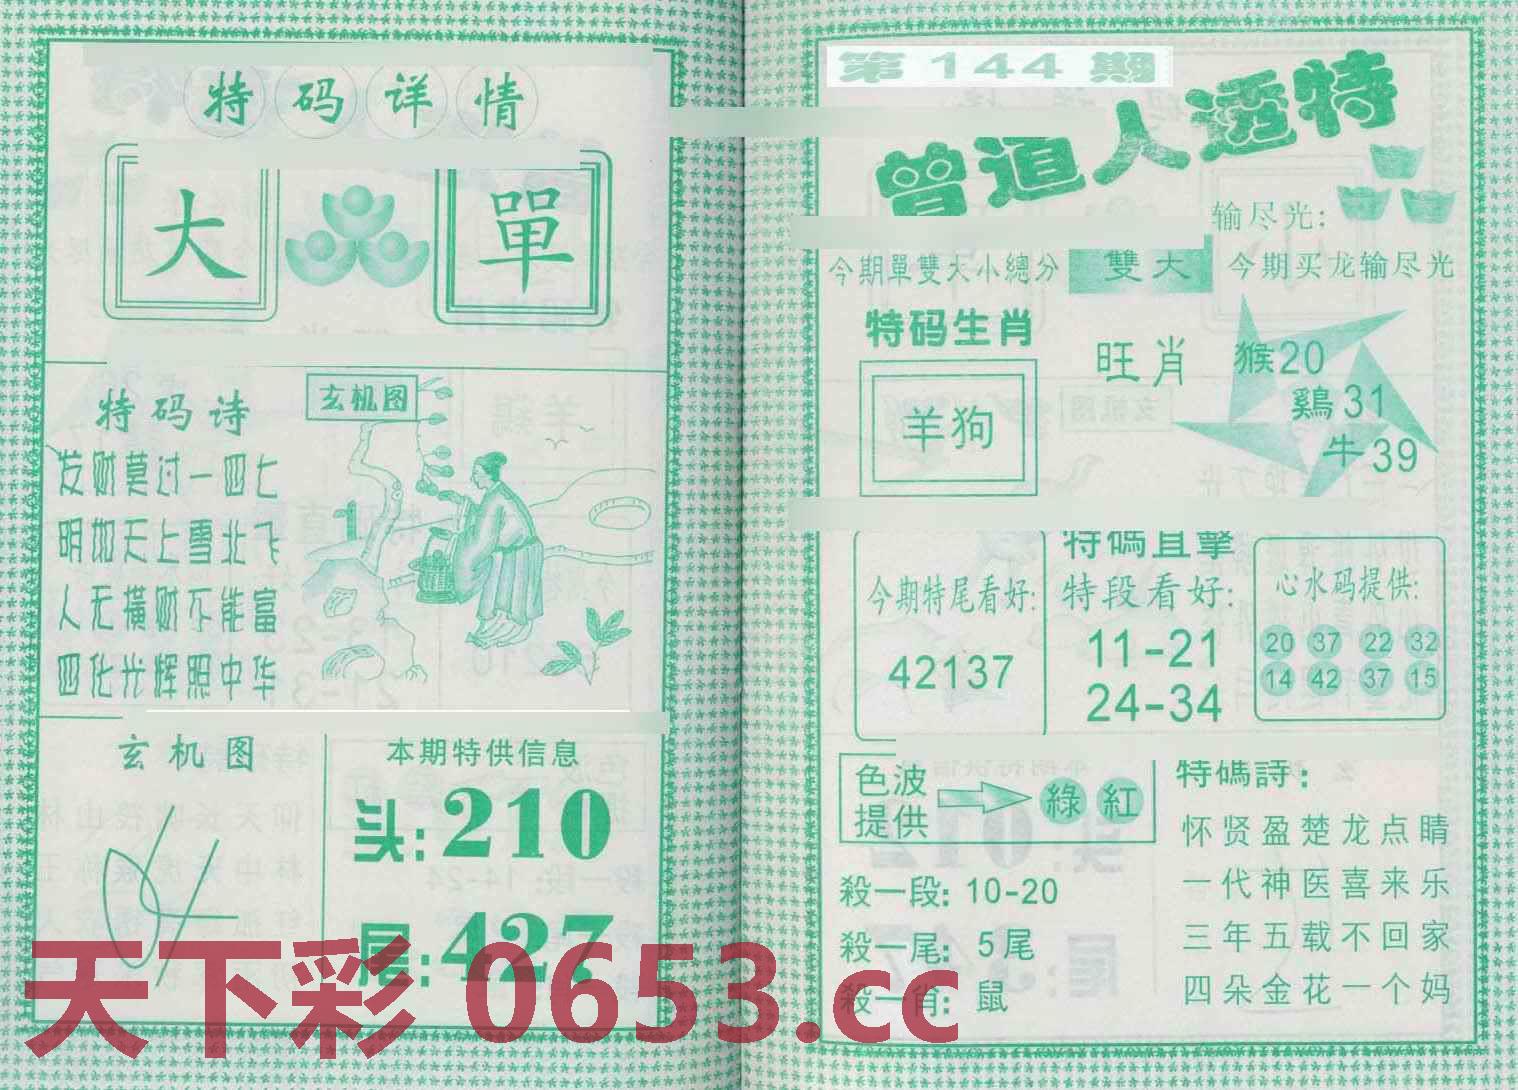 特码详情
大 單
特码诗
发财莫过一四七
明如天上雪北飞
人无横财不能富
四化光辉照中华
玄机图
玄机图
本期特供信息
头:210
尾:427
第144期
曾道人透特
输尽光:
今期單雙大小總分 雙大 今期买龙输尽光
特码生肖
羊狗
旺肖
猴20
鷄31
牛39
今期特尾看好:
42137
特碼直擊
特段看好:
11-21
24-34
心水码提供:
20 37 22 32
14 42 37 15
色波提供 綠 紅
殺一段: 10-20
殺一尾: 5尾
殺一肖: 鼠
特碼詩:
怀贤盈楚龙点睛
一代神医喜来乐
三年五载不回家
四朵金花一个妈
天下彩 0653.cc